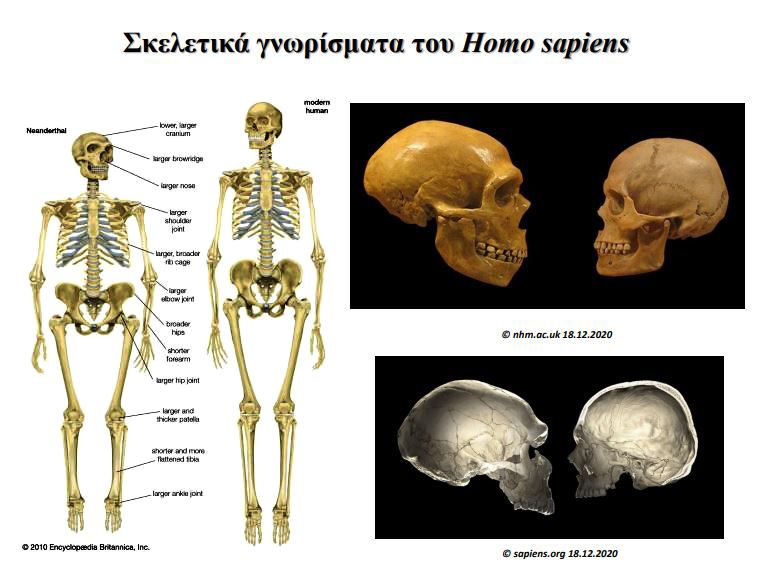 Σκελετικά γνωρίσματα του Homo sapiens
modern
human
Neanderthal
lower, larger
cranium
larger browridge
larger nose
larger
shoulder
joint
larger, broader
rib cage
larger
elbow joint
broader
hips
shorter
forearm
larger hip joint
larger and
thicker patella
shorter and more
flattened tibia
larger ankle joint
© 2010 Encyclopædia Britannica, Inc.
© nhm.ac.uk 18.12.2020
© sapiens.org 18.12.2020